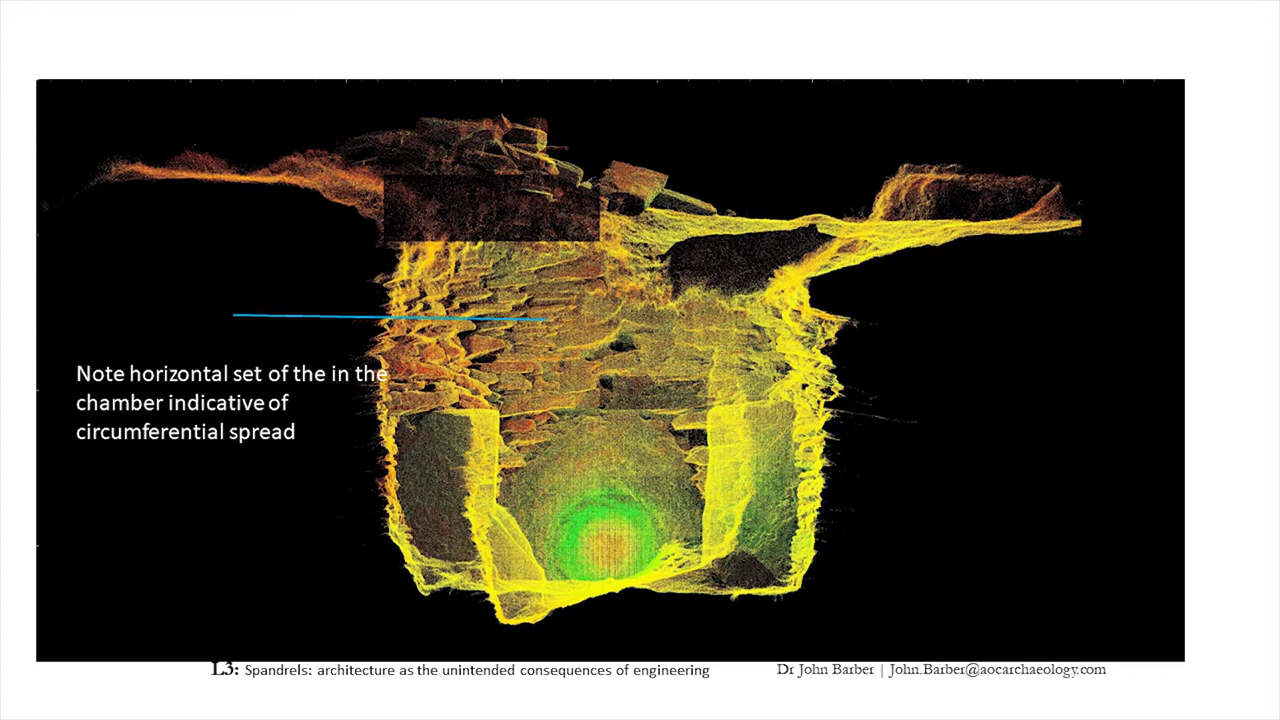 Note horizontal set of the in the
chamber indicative of
circumferential spread
L3: Spandrels: architecture as the unintended consequences of engineering
Dr John Barber | John.Barber@aocarchaeology.com